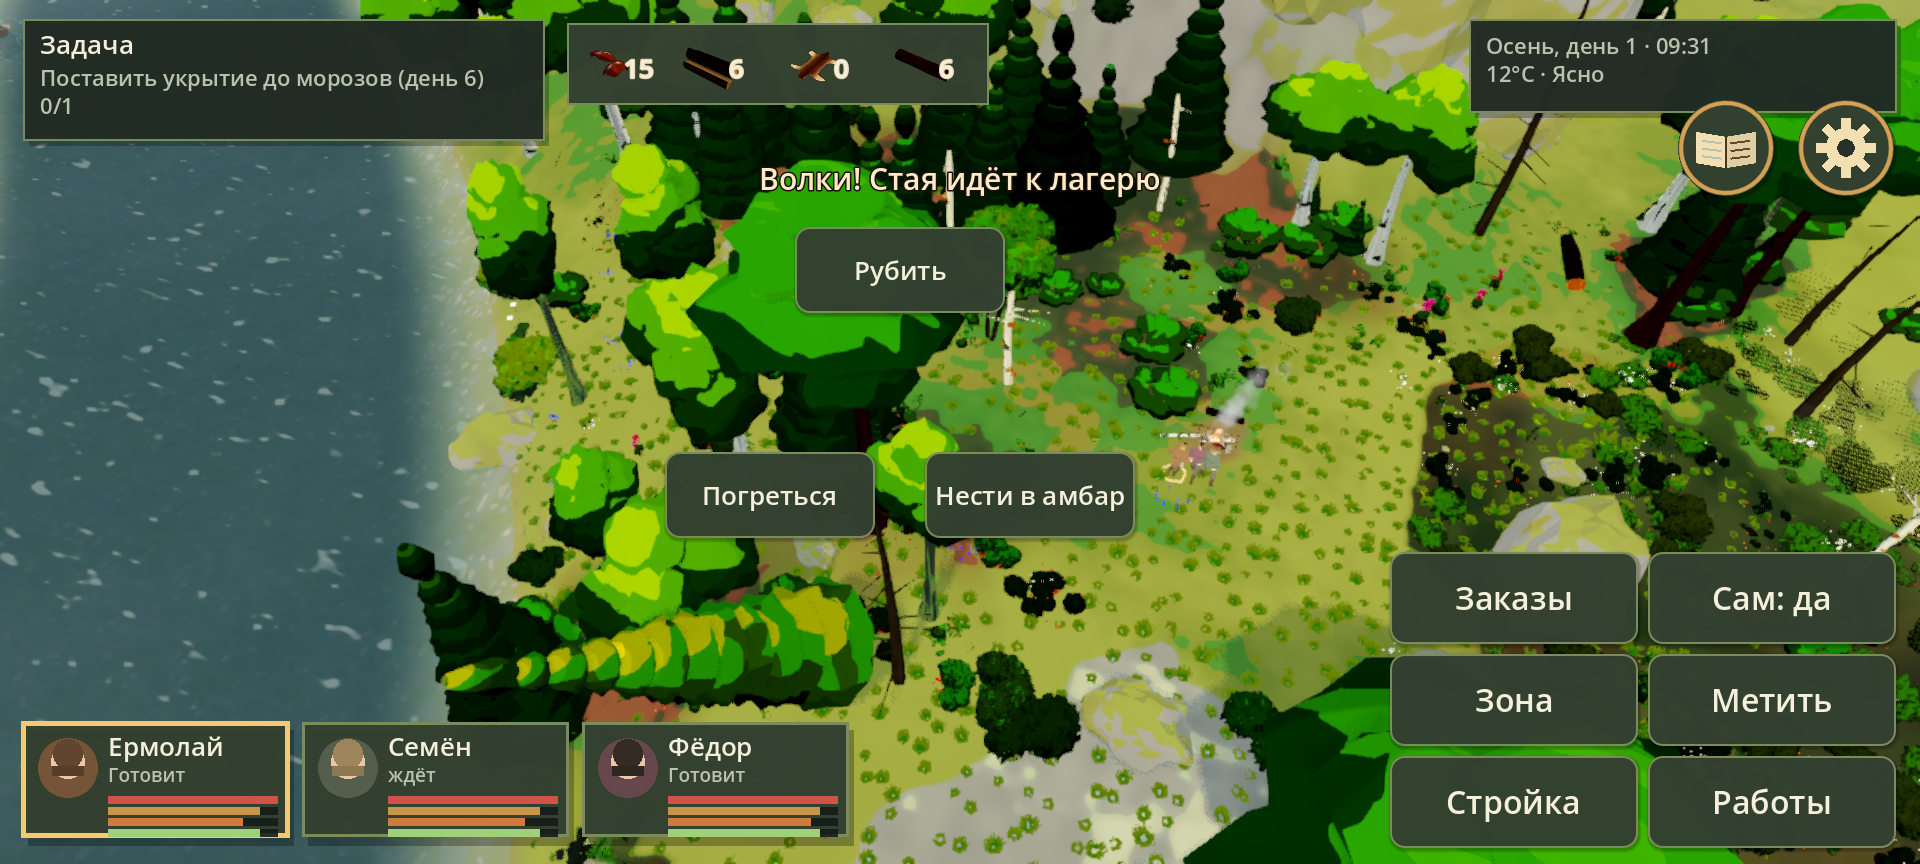 Задача
Поставить укрытие до морозов (день 6)
0/1
15 6 0 6
Осень, день 1 · 09:31
12°C · Ясно
Волки! Стая идёт к лагерю
Рубить
Погреться
Нести в амбар
Заказы
Сам: да
Зона
Метить
Стройка
Работы
Ермолай
Готовит
Семён
ждёт
Фёдор
Готовит